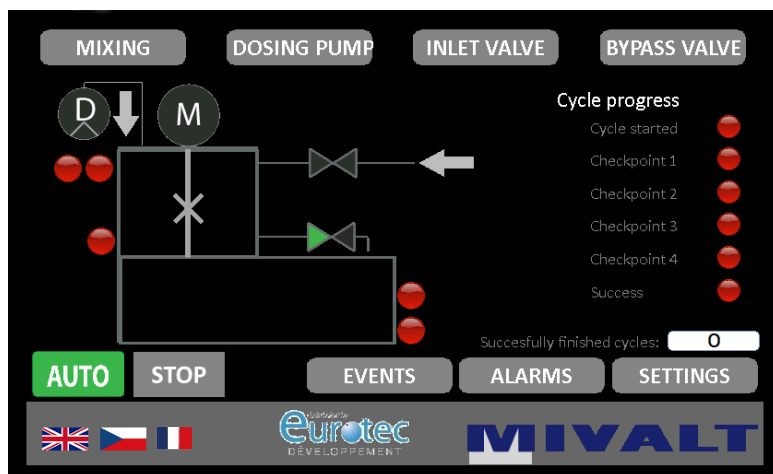 MIXING
DOSING PUMP
INLET VALVE
BYPASS VALVE
D
M
Cycle progress
Cycle started
Checkpoint 1
Checkpoint 2
Checkpoint 3
Checkpoint 4
Success
Succesfully finished cycles: 0
AUTO
STOP
EVENTS
ALARMS
SETTINGS
eurotec
DÉVELOPPEMENT
MIVALT